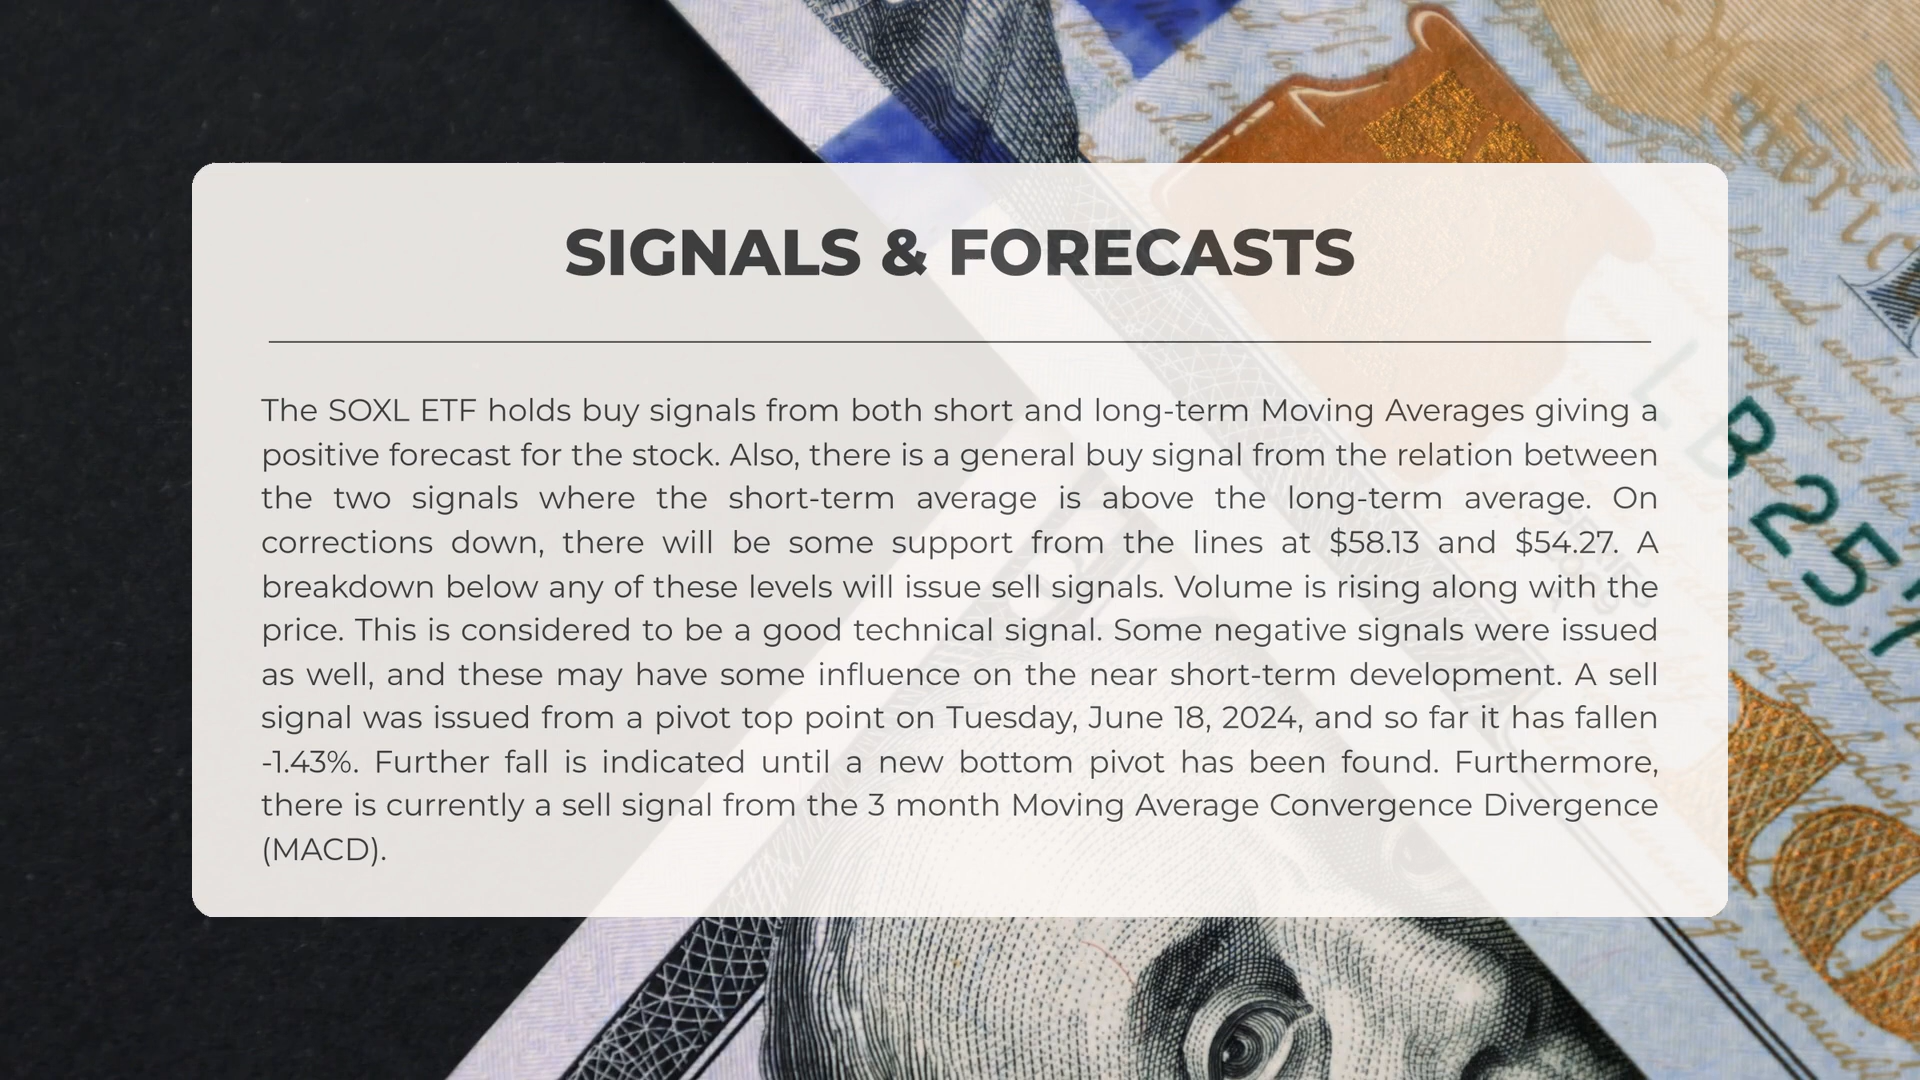 SIGNALS & FORECASTS
The SOXL ETF holds buy signals from both short and long-term Moving Averages giving a
positive forecast for the stock. Also, there is a general buy signal from the relation between
the two signals where the short-term average is above the long-term average. On
corrections down, there will be some support from the lines at $58.13 and $54.27. A
breakdown below any of these levels will issue sell signals. Volume is rising along with the
price. This is considered to be a good technical signal. Some negative signals were issued
as well, and these may have some influence on the near short-term development. A sell
signal was issued from a pivot top point on Tuesday, June 18, 2024, and so far it has fallen
-1.43%. Further fall is indicated until a new bottom pivot has been found. Furthermore,
there is currently a sell signal from the 3 month Moving Average Convergence Divergence
(MACD).
LB257